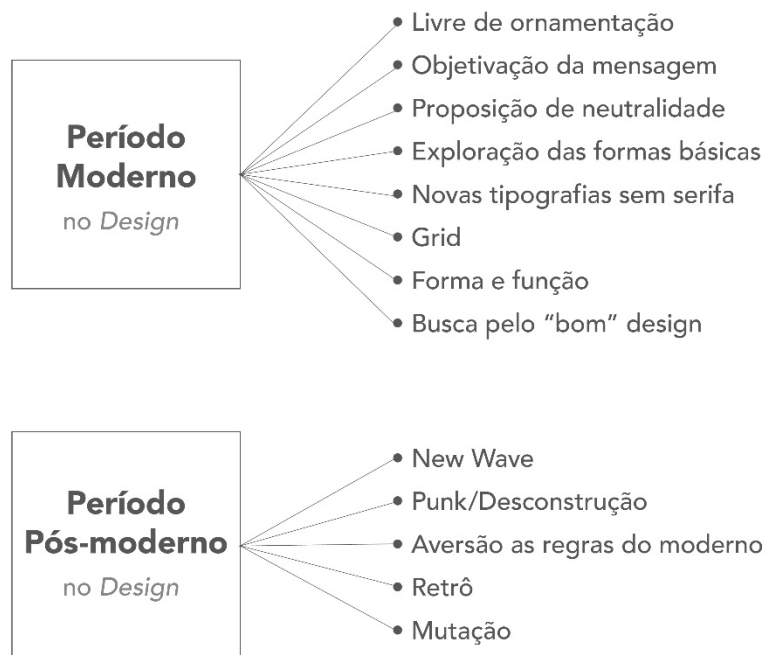 Período
Moderno
no Design
Livre de ornamentação
Objetivação da mensagem
Proposição de neutralidade
Exploração das formas básicas
Novas tipografias sem serifa
Grid
Forma e função
Busca pelo “bom” design
Período
Pós-moderno
no Design
New Wave
Punk/Desconstrução
Aversão as regras do moderno
Retrô
Mutação